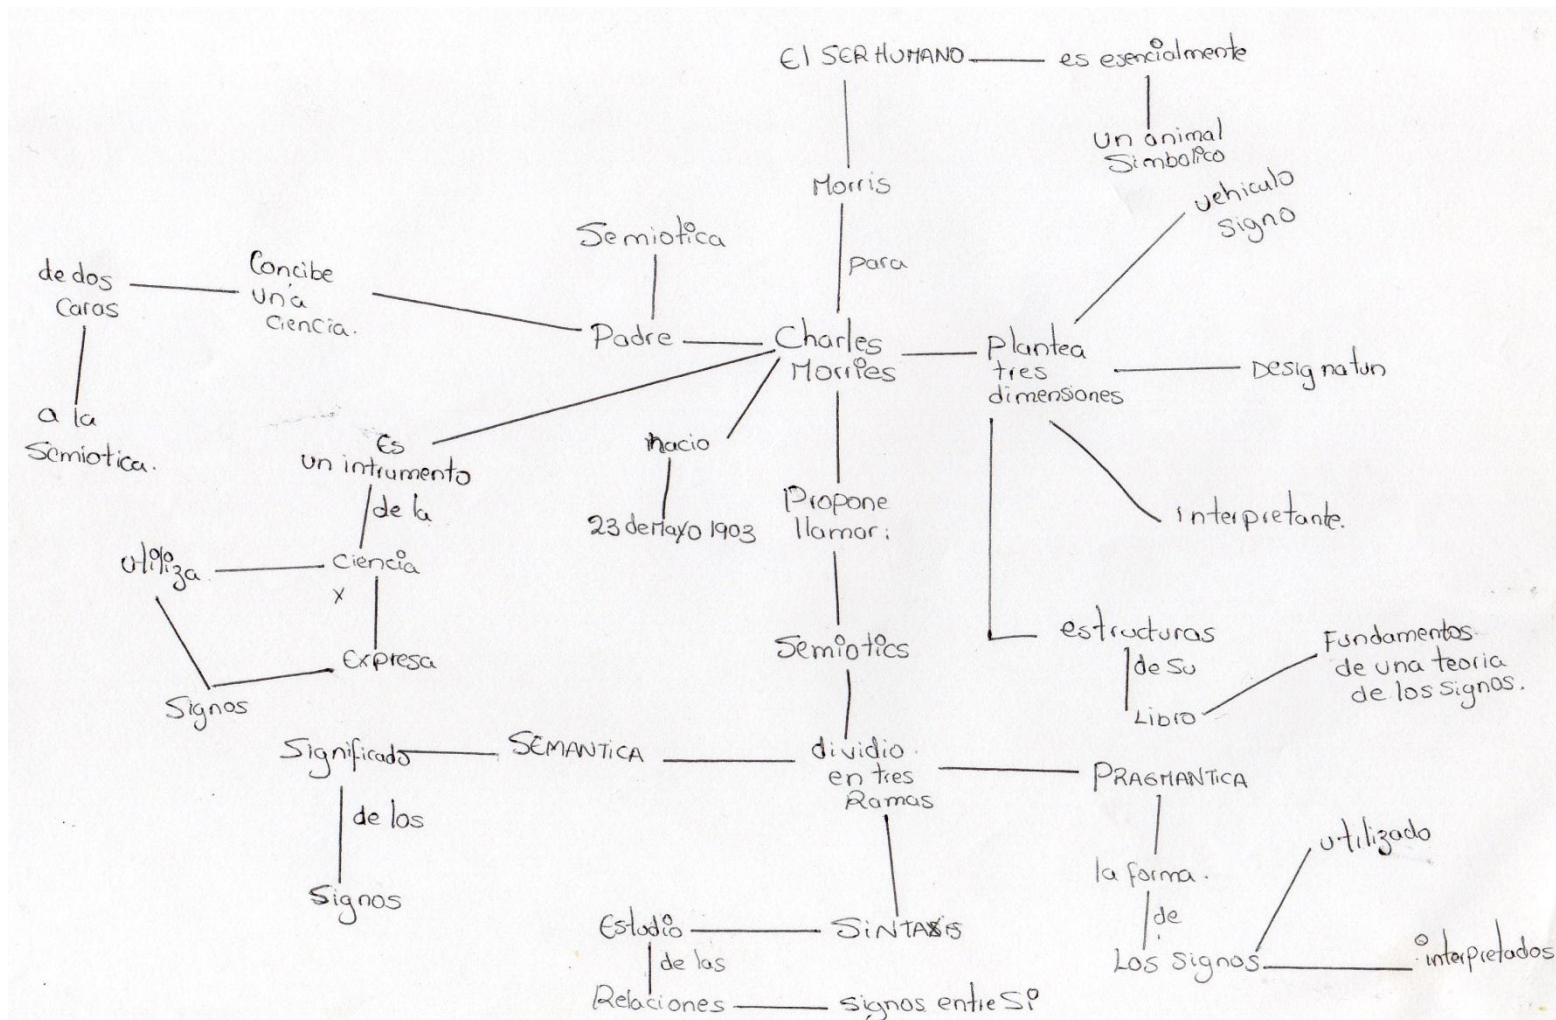 El SER HUMANO
es esencialmente
un animal
Simbolico
Morris
para
vehiculo
signo
Semiotica
de dos
Caras
Concibe
una
ciencia.
Padre
Charles
Morries
Plantea
tres
dimensiones
Designatun
a la
Semiotica.
Es
un intrumento
de la
nacio
23 de Mayo 1903
Propone
llamar:
interpretante.
utiliza
ciencia
x
Expresa
Signos
Semiotics
estructuras
de su
Libro
Fundamentos
de una teoria
de los signos.
Significado
SEMANTICA
dividio
en tres
Ramas
PRAGMANTICA
de los
Signos
la forma.
de
Los signos
utilizado
interpretados
Estudio
SiNTAXIS
de las
Relaciones
signos entre Si